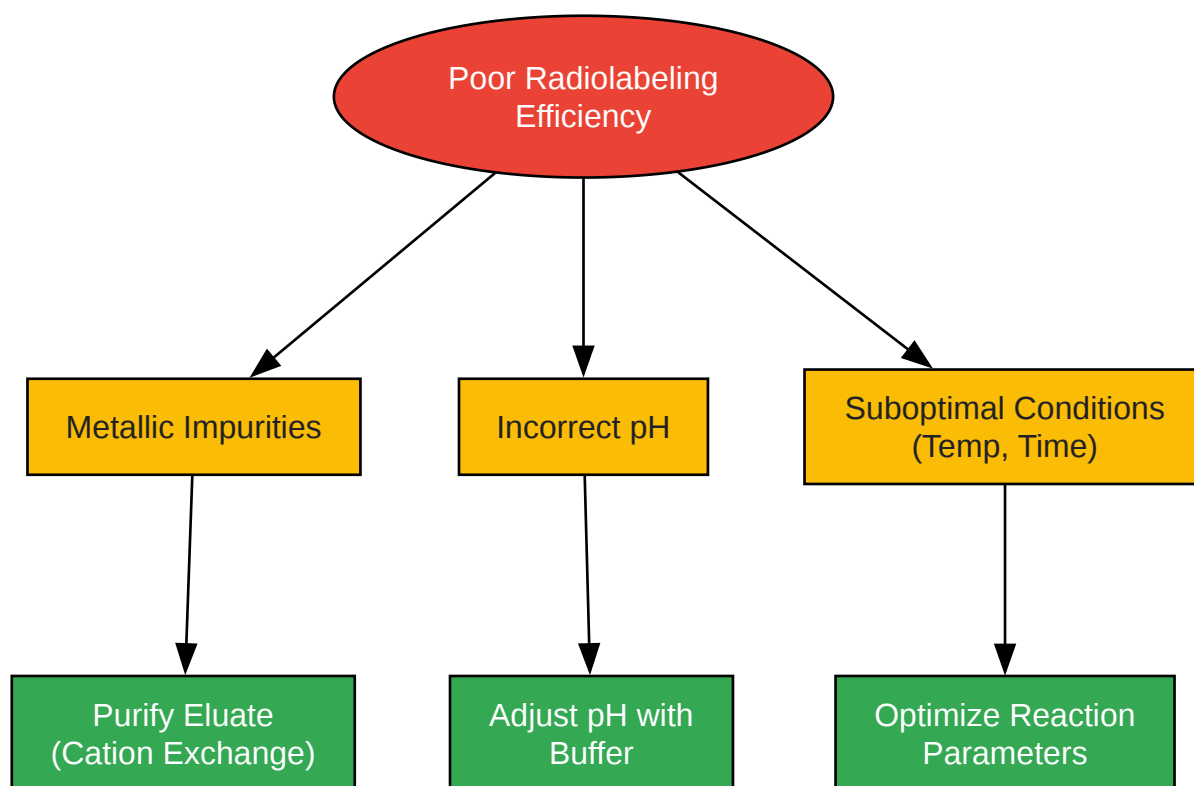 Poor Radiolabeling
Efficiency
Metallic Impurities
Incorrect pH
Suboptimal Conditions
(Temp, Time)
Purify Eluate
(Cation Exchange)
Adjust pH with
Buffer
Optimize Reaction
Parameters